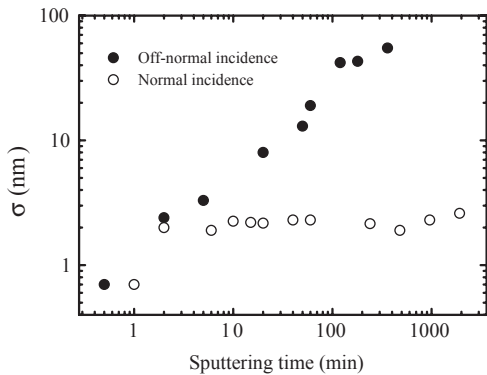 100
Off-normal incidence
Normal incidence
10
σ (nm)
1
1 10 100 1000
Sputtering time (min)